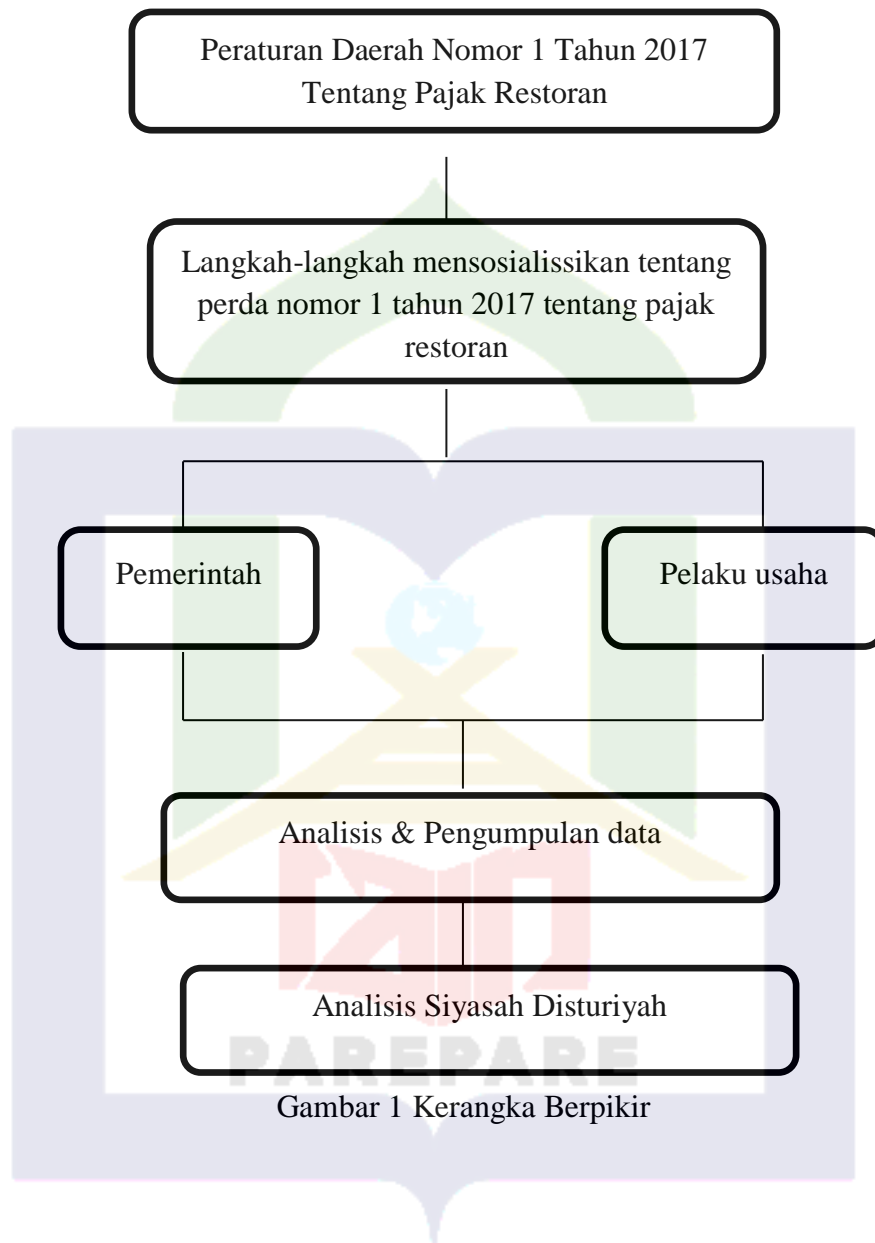 Peraturan Daerah Nomor 1 Tahun 2017
Tentang Pajak Restoran
Langkah-langkah mensosialissikan tentang
perda nomor 1 tahun 2017 tentang pajak
restoran
Pemerintah
Pelaku usaha
Analisis & Pengumpulan data
Analisis Siyasah Disturiyah
PAREPARE
Gambar 1 Kerangka Berpikir